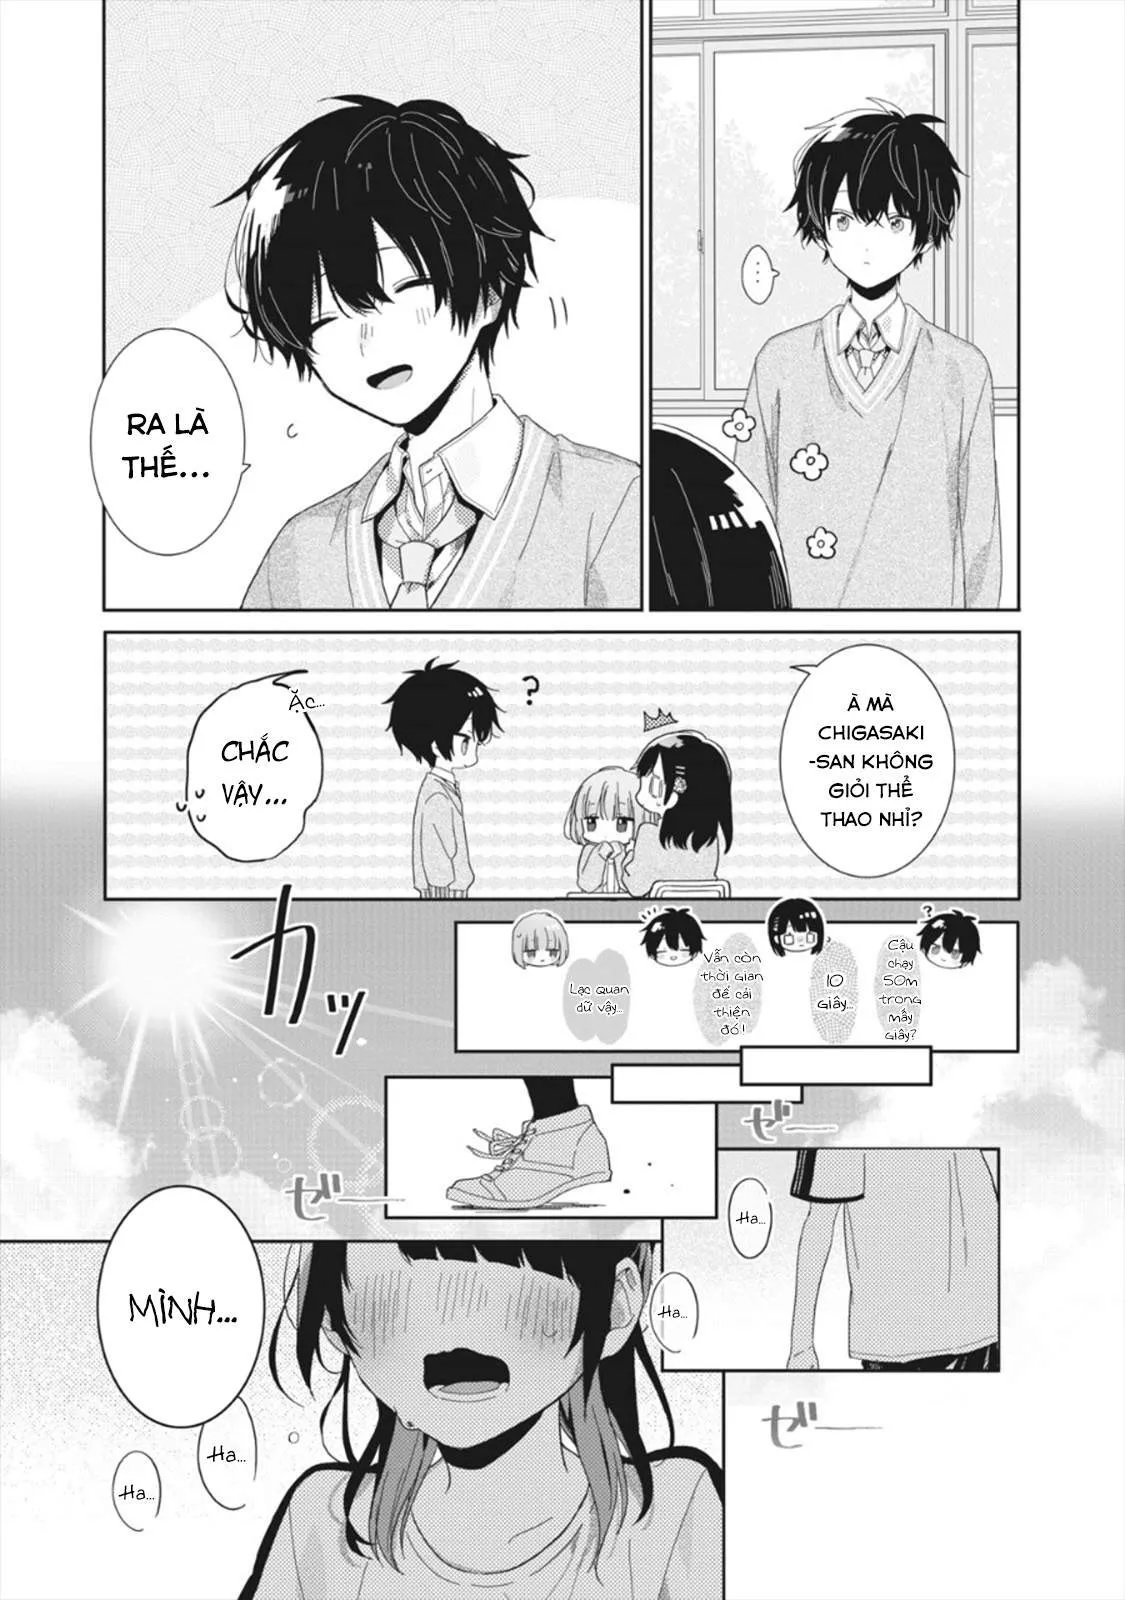 ...
RA LÀ
THẾ...
À MÀ
CHIGASAKI
-SAN KHÔNG
GIỎI THỂ
THAO NHỈ?
?
Ặc...
CHẮC
VẬY...
?
Cậu
chạy
50m
trong
mấy
giây?
10
Giây...
Vẫn còn
thời gian
để cải
thiện
đó!
Lạc quan
dữ vậy...
カッ
ゼー
ゼー
Ha...
Ha...
MÌNH...
ゼー
Ha...
Ha...